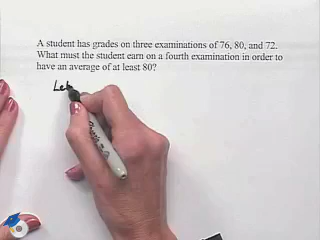 A student has grades on three examinations of 76, 80, and 72.
What must the student earn on a fourth examination in order to
have an average of at least 80?
Let